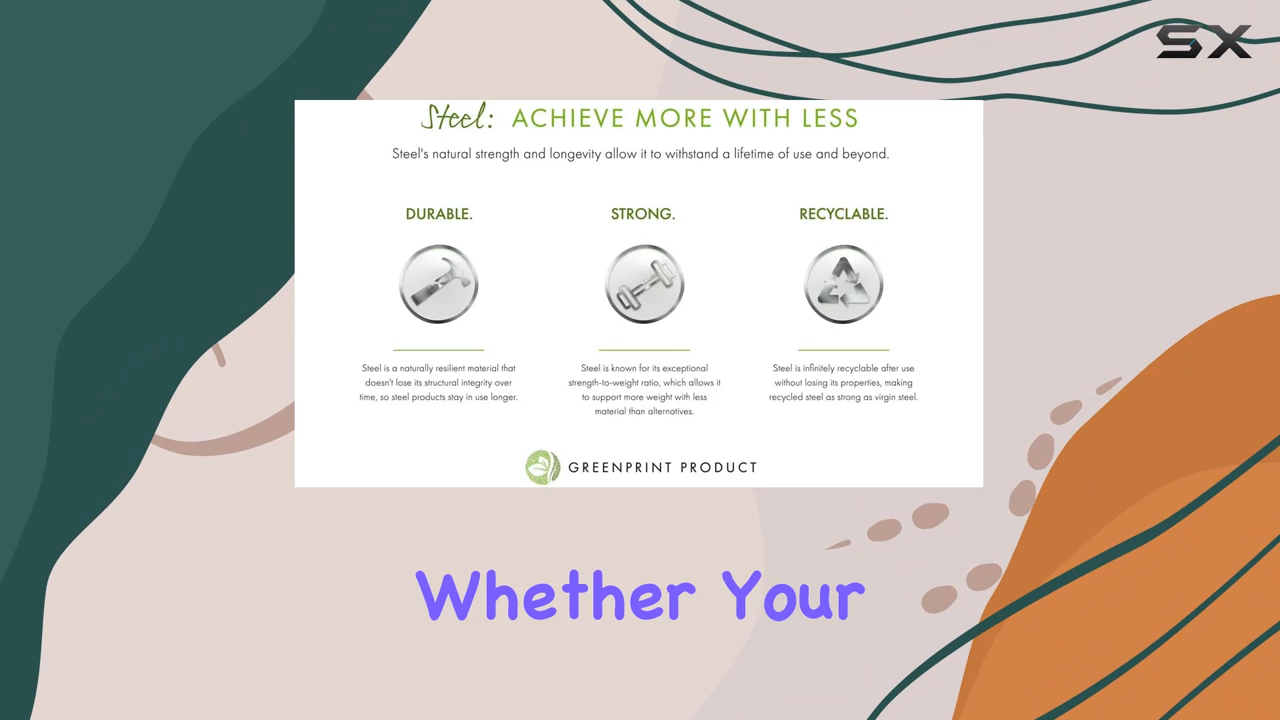 SX
Steel: ACHIEVE MORE WITH LESS
Steel's natural strength and longevity allow it to withstand a lifetime of use and beyond.
DURABLE.
Steel is a naturally resilient material that
doesn't lose its structural integrity over
time, so steel products stay in use longer.
STRONG.
Steel is known for its exceptional
strength-to-weight ratio, which allows it
to support more weight with less
material than alternatives.
RECYCLABLE.
Steel is infinitely recyclable after use
without losing its properties, making
recycled steel as strong as virgin steel.
GREENPRINT PRODUCT
Whether Your